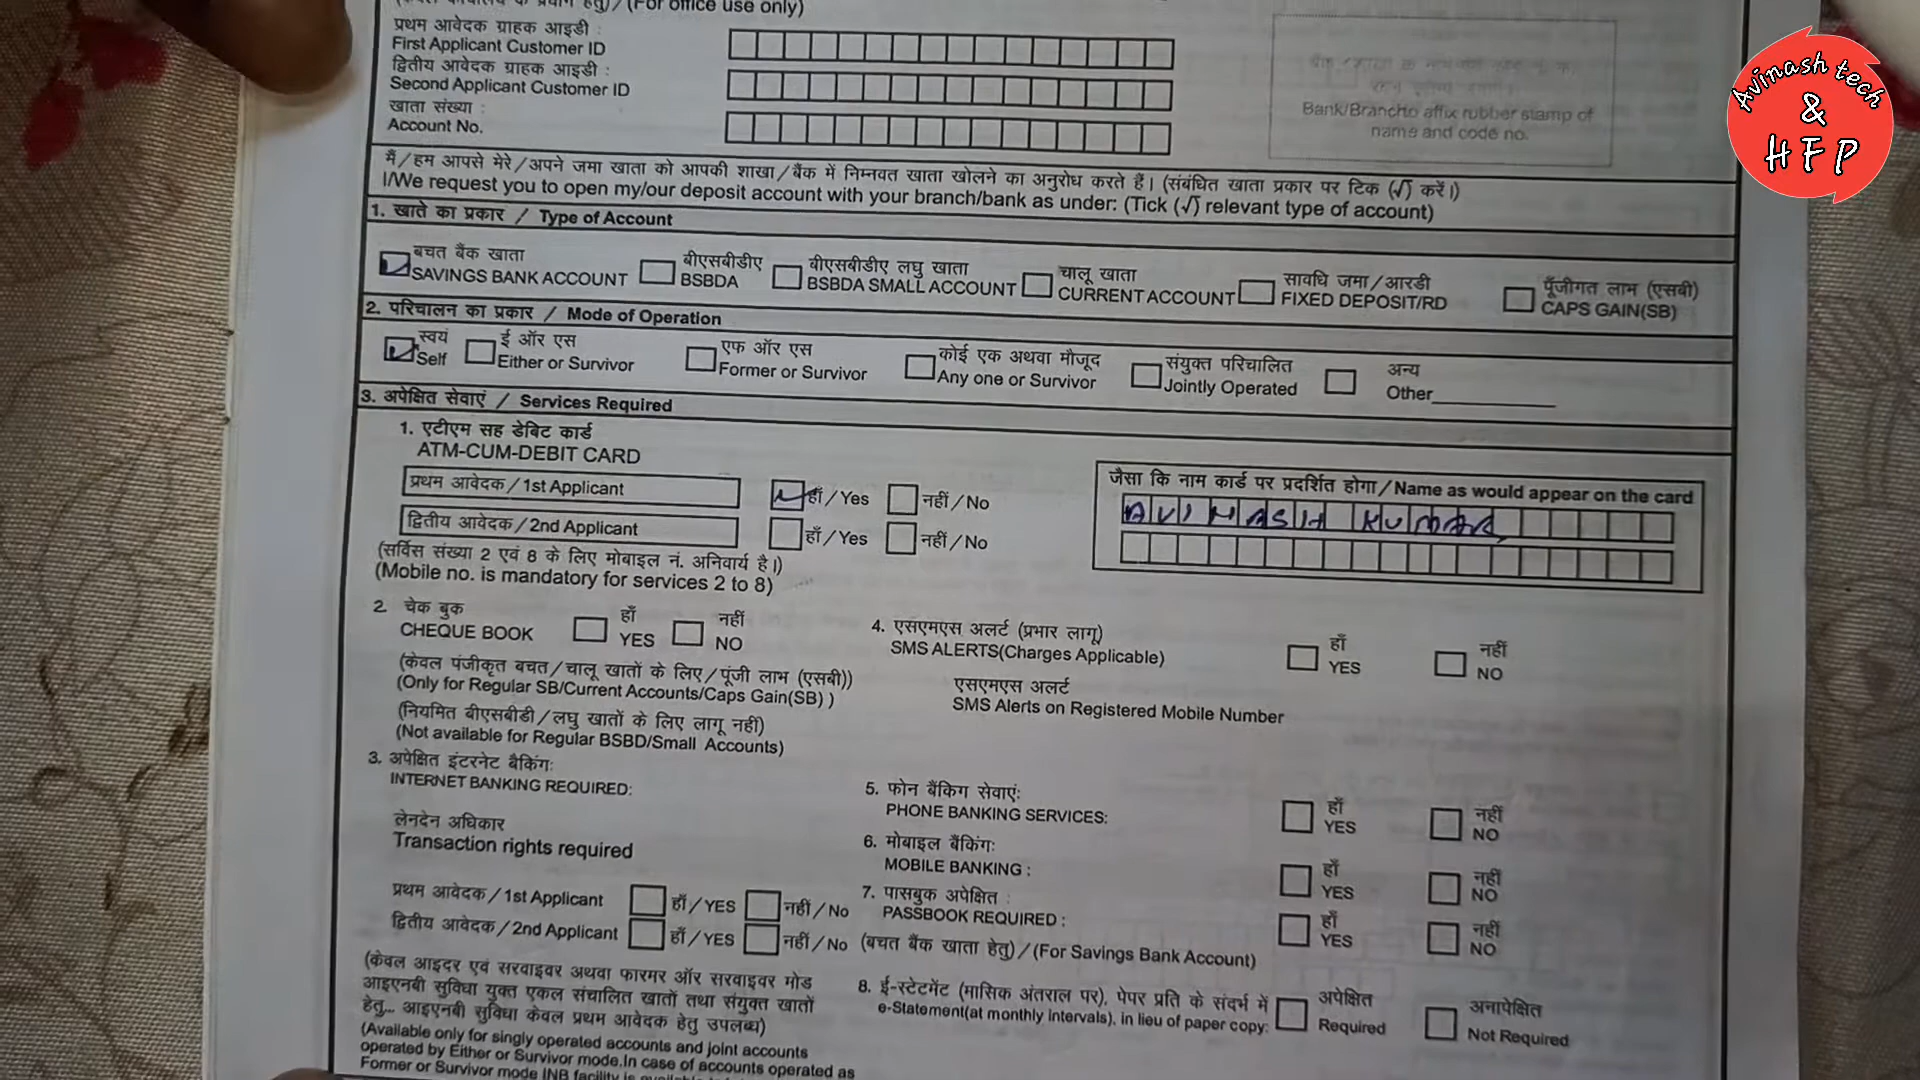 (केवल कार्यालय के प्रयोग हेतु)/(For office use only)
प्रथम आवेदक ग्राहक आइडी :
First Applicant Customer ID
द्वितीय आवेदक ग्राहक आइडी :
Second Applicant Customer ID
खाता संख्या :
Account No.
Bank/Branchto affix rubber stamp of
name and code no.
Avinash tech
&
HFP
मैं/हम आपसे मेरे/अपने जमा खाता को आपकी शाखा/बैंक में निम्नवत खाता खोलने का अनुरोध करते हैं। (संबंधित खाता प्रकार पर टिक (√) करें।)
I/We request you to open my/our deposit account with your branch/bank as under: (Tick (√) relevant type of account)
1. खाते का प्रकार / Type of Account
बचत बैंक खाता
SAVINGS BANK ACCOUNT
बीएसबीडीए
BSBDA
बीएसबीडीए लघु खाता
BSBDA SMALL ACCOUNT
चालू खाता
CURRENT ACCOUNT
सावधि जमा/आरडी
FIXED DEPOSIT/RD
पूँजीगत लाभ (एसबी)
CAPS GAIN(SB)
2. परिचालन का प्रकार / Mode of Operation
स्वयं
Self
ई ऑर एस
Either or Survivor
एफ ऑर एस
Former or Survivor
कोई एक अथवा मौजूद
Any one or Survivor
संयुक्त परिचालित
Jointly Operated
अन्य
Other
3. अपेक्षित सेवाएं / Services Required
1. एटीएम सह डेबिट कार्ड
ATM-CUM-DEBIT CARD
प्रथम आवेदक/1st Applicant
हाँ/Yes
नहीं/No
द्वितीय आवेदक/2nd Applicant
हाँ/Yes
नहीं/No
जैसा कि नाम कार्ड पर प्रदर्शित होगा/Name as would appear on the card
AVINASH KUMAR
(सर्विस संख्या 2 एवं 8 के लिए मोबाइल नं. अनिवार्य है।)
(Mobile no. is mandatory for services 2 to 8)
2. चेक बुक
CHEQUE BOOK
हाँ
YES
नहीं
NO
(केवल पंजीकृत बचत/चालू खातों के लिए/पूंजी लाभ (एसबी))
(Only for Regular SB/Current Accounts/Caps Gain(SB) )
(नियमित बीएसबीडी/लघु खातों के लिए लागू नहीं)
(Not available for Regular BSBD/Small Accounts)
3. अपेक्षित इंटरनेट बैकिंग:
INTERNET BANKING REQUIRED:
लेनदेन अधिकार
Transaction rights required
प्रथम आवेदक/1st Applicant
हाँ/YES
नहीं/No
द्वितीय आवेदक/2nd Applicant
हाँ/YES
नहीं/No
(केवल आइदर एवं सरवाइवर अथवा फारमर ऑर सरवाइवर मोड
आइएनबी सुविधा युक्त एकल संचालित खातों तथा संयुक्त खातों
हेतु... आइएनबी सुविधा केवल प्रथम आवेदक हेतु उपलब्ध)
(Available only for singly operated accounts and joint accounts
operated by Either or Survivor mode.In case of accounts operated as
Former or Survivor mode INB facility is
4. एसएमएस अलर्ट (प्रभार लागू)
SMS ALERTS(Charges Applicable)
हाँ
YES
नहीं
NO
एसएमएस अलर्ट
SMS Alerts on Registered Mobile Number
5. फोन बैंकिग सेवाएं:
PHONE BANKING SERVICES:
हाँ
YES
नहीं
NO
6. मोबाइल बैंकिग:
MOBILE BANKING :
हाँ
YES
नहीं
NO
7. पासबुक अपेक्षित :
PASSBOOK REQUIRED :
हाँ
YES
नहीं
NO
(बचत बैंक खाता हेतु)/(For Savings Bank Account)
8. ई-स्टेटमेंट (मासिक अंतराल पर), पेपर प्रति के संदर्भ में
e-Statement(at monthly intervals), in lieu of paper copy:
अपेक्षित
Required
अनापेक्षित
Not Required